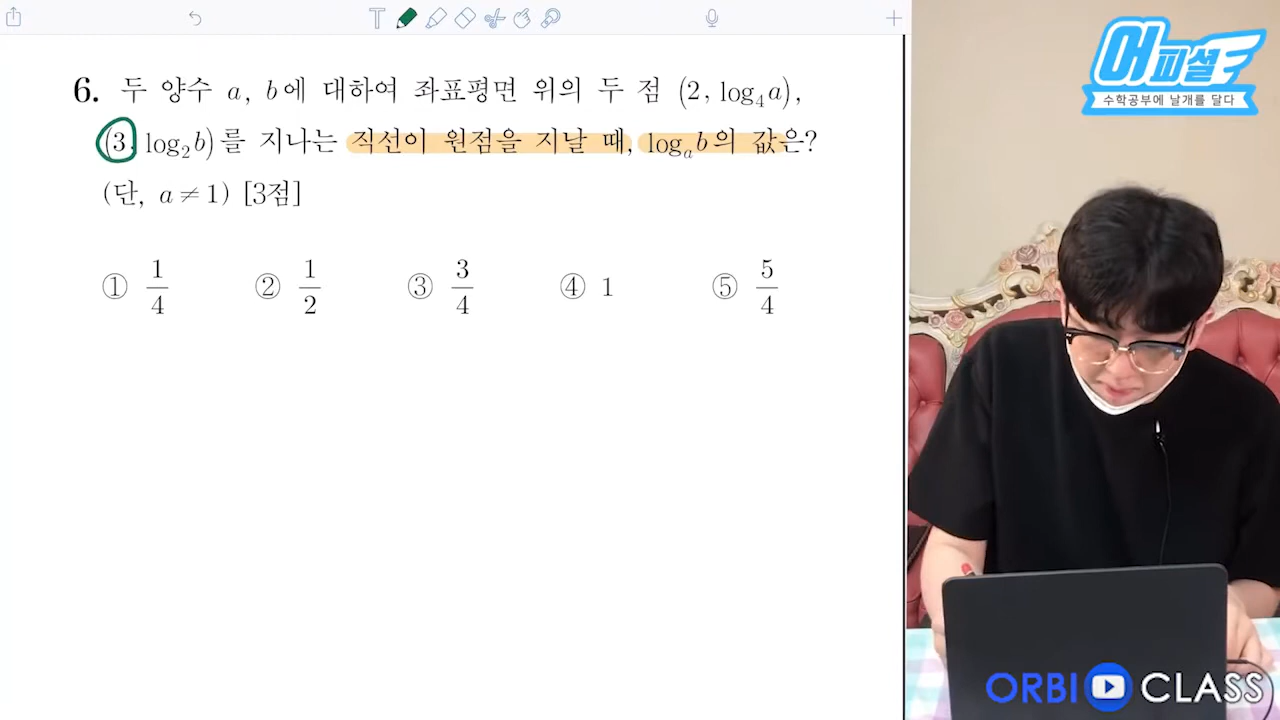 6. 두 양수 a, b에 대하여 좌표평면 위의 두 점 (2, log₄a),
(3, log₂b)를 지나는 직선이 원점을 지날 때, logₐb의 값은?
(단, a≠1) [3점]
① 1/4 ② 1/2 ③ 3/4 ④ 1 ⑤ 5/4
어피셜
수학공부에 날개를 달다
ORBI CLASS